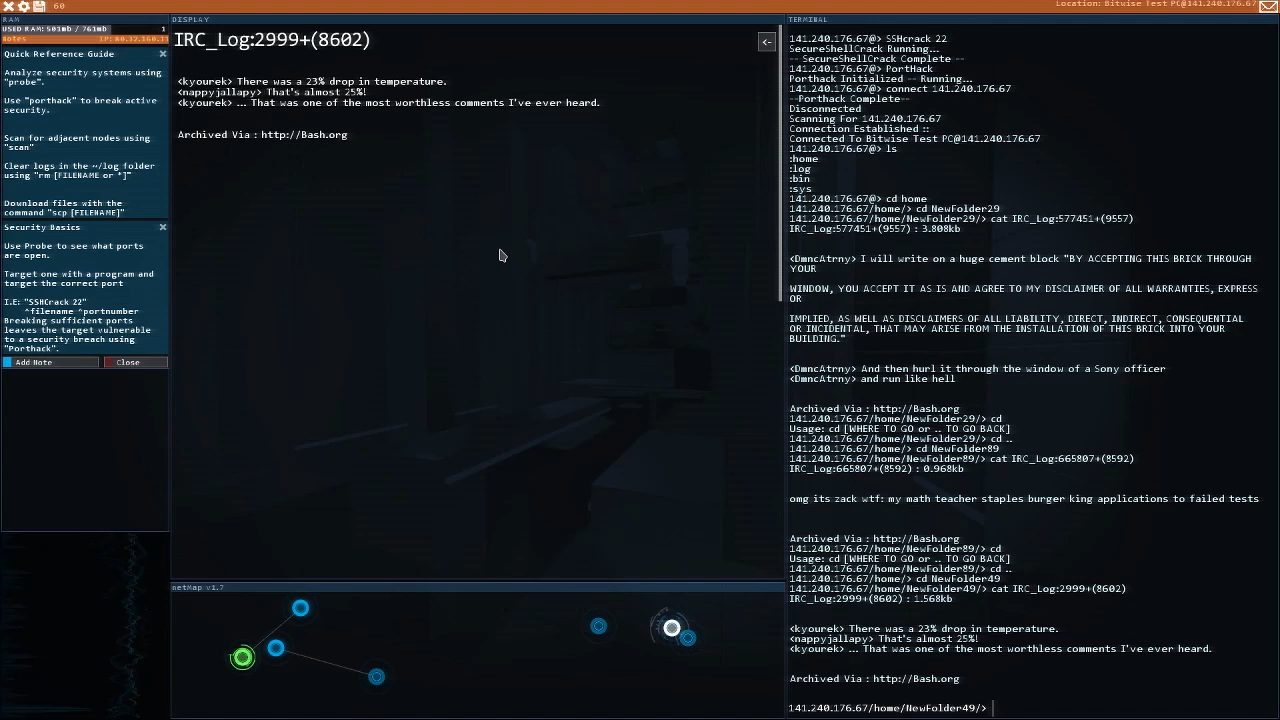 60
Location: Bitwise Test PC@141.240.176.67
RAM
USED RAM: 501mb / 761mb
1
notes
IP: 80.12.160.11
Quick Reference Guide
Analyze security systems using
"probe".
Use "porthack" to break active
security.
Scan for adjacent nodes using
"scan"
Clear logs in the ~/log folder
using "rm [FILENAME or *]"
Download files with the
command "scp [FILENAME]"
Security Basics
Use Probe to see what ports
are open.
Target one with a program and
target the correct port
I.E: "SSHCrack 22"
^filename ^portnumber
Breaking sufficient ports
leaves the target vulnerable
to a security breach using
"Porthack".
Add Note
Close
DISPLAY
IRC_Log:2999+(8602)
<-
<kyourek> There was a 23% drop in temperature.
<nappyjallapy> That's almost 25%!
<kyourek> ... That was one of the most worthless comments I've ever heard.
Archived Via : http://Bash.org
netMap v1.7
TERMINAL
141.240.176.67@> SSHcrack 22
SecureShellCrack Running...
-- SecureShellCrack Complete --
141.240.176.67@> PortHack
Porthack Initialized -- Running...
141.240.176.67@> connect 141.240.176.67
--Porthack Complete--
Disconnected
Scanning For 141.240.176.67
Connection Established ::
Connected To Bitwise Test PC@141.240.176.67
141.240.176.67@> ls
:home
:log
:bin
:sys
141.240.176.67@> cd home
141.240.176.67/home/> cd NewFolder29
141.240.176.67/home/NewFolder29/> cat IRC_Log:577451+(9557)
IRC_Log:577451+(9557) : 3.808kb
<DmncAtrny> I will write on a huge cement block "BY ACCEPTING THIS BRICK THROUGH
YOUR
WINDOW, YOU ACCEPT IT AS IS AND AGREE TO MY DISCLAIMER OF ALL WARRANTIES, EXPRESS
OR
IMPLIED, AS WELL AS DISCLAIMERS OF ALL LIABILITY, DIRECT, INDIRECT, CONSEQUENTIAL
OR INCIDENTAL, THAT MAY ARISE FROM THE INSTALLATION OF THIS BRICK INTO YOUR
BUILDING."
<DmncAtrny> And then hurl it through the window of a Sony officer
<DmncAtrny> and run like hell
Archived Via : http://Bash.org
141.240.176.67/home/NewFolder29/> cd
Usage: cd [WHERE TO GO or .. TO GO BACK]
141.240.176.67/home/NewFolder29/> cd ..
141.240.176.67/home/> cd NewFolder89
141.240.176.67/home/NewFolder89/> cat IRC_Log:665807+(8592)
IRC_Log:665807+(8592) : 0.968kb
omg its zack wtf: my math teacher staples burger king applications to failed tests
Archived Via : http://Bash.org
141.240.176.67/home/NewFolder89/> cd
Usage: cd [WHERE TO GO or .. TO GO BACK]
141.240.176.67/home/NewFolder89/> cd ..
141.240.176.67/home/> cd NewFolder49
141.240.176.67/home/NewFolder49/> cat IRC_Log:2999+(8602)
IRC_Log:2999+(8602) : 1.568kb
<kyourek> There was a 23% drop in temperature.
<nappyjallapy> That's almost 25%!
<kyourek> ... That was one of the most worthless comments I've ever heard.
Archived Via : http://Bash.org
141.240.176.67/home/NewFolder49/>